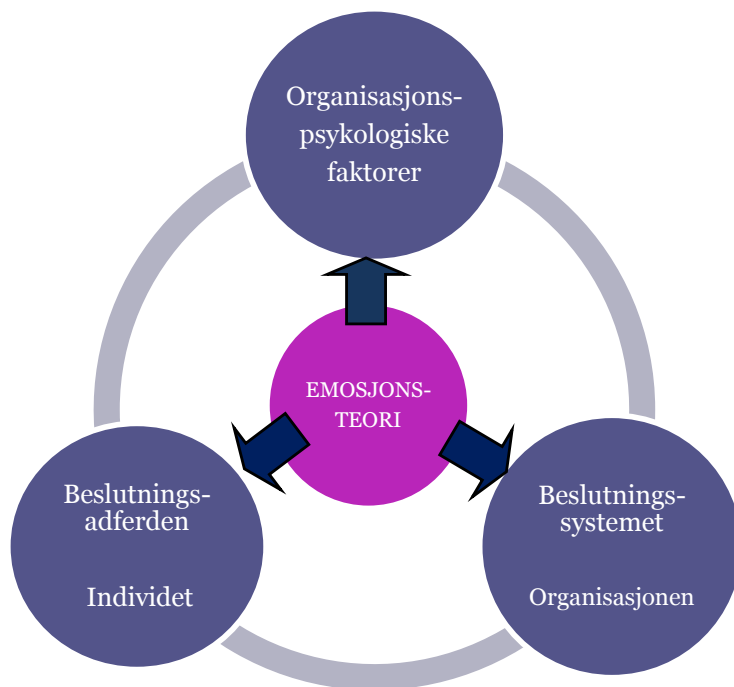 Organisasjons-
psykologiske
faktorer
EMOSJONS-
TEORI
Beslutnings-
adferden
Individet
Beslutnings-
systemet
Organisasjonen